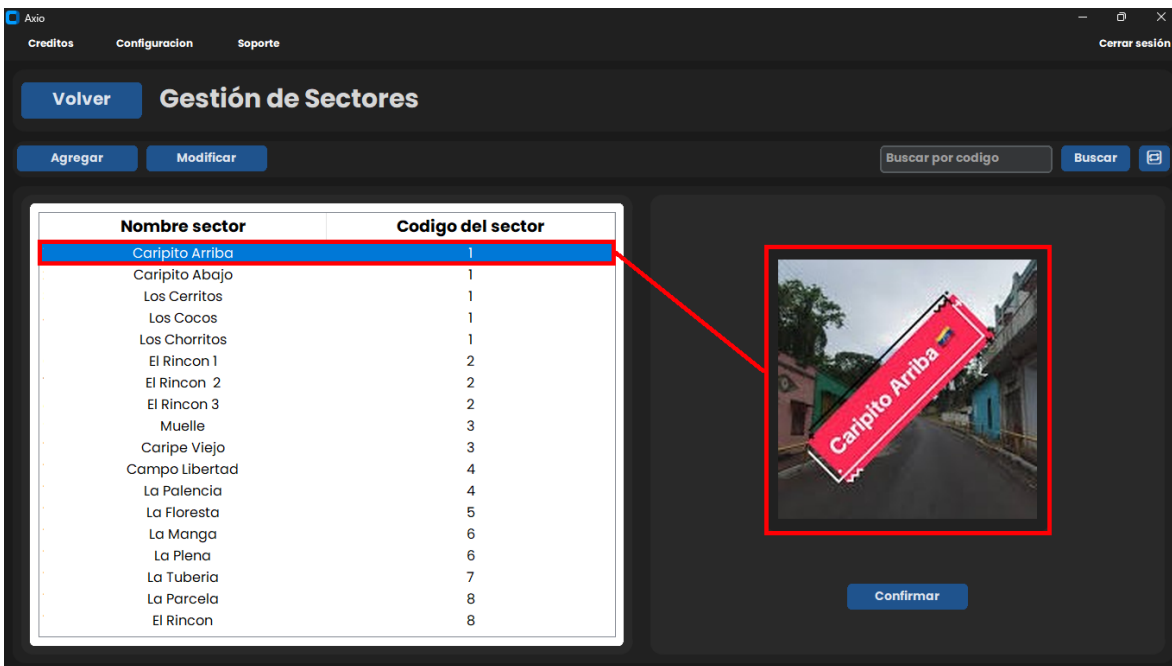 Axio
Creditos Configuracion Soporte Cerrar sesión
Volver Gestión de Sectores
Agregar Modificar Buscar por codigo Buscar
Nombre sector Codigo del sector
Caripito Arriba 1
Caripito Abajo 1
Los Cerritos 1
Los Cocos 1
Los Chorritos 1
El Rincon 1 2
El Rincon 2 2
El Rincon 3 2
Muelle 3
Caripe Viejo 3
Campo Libertad 4
La Palencia 4
La Floresta 5
La Manga 6
La Plena 6
La Tuberia 7
La Parcela 8
El Rincon 8
Caripito Arriba
Confirmar